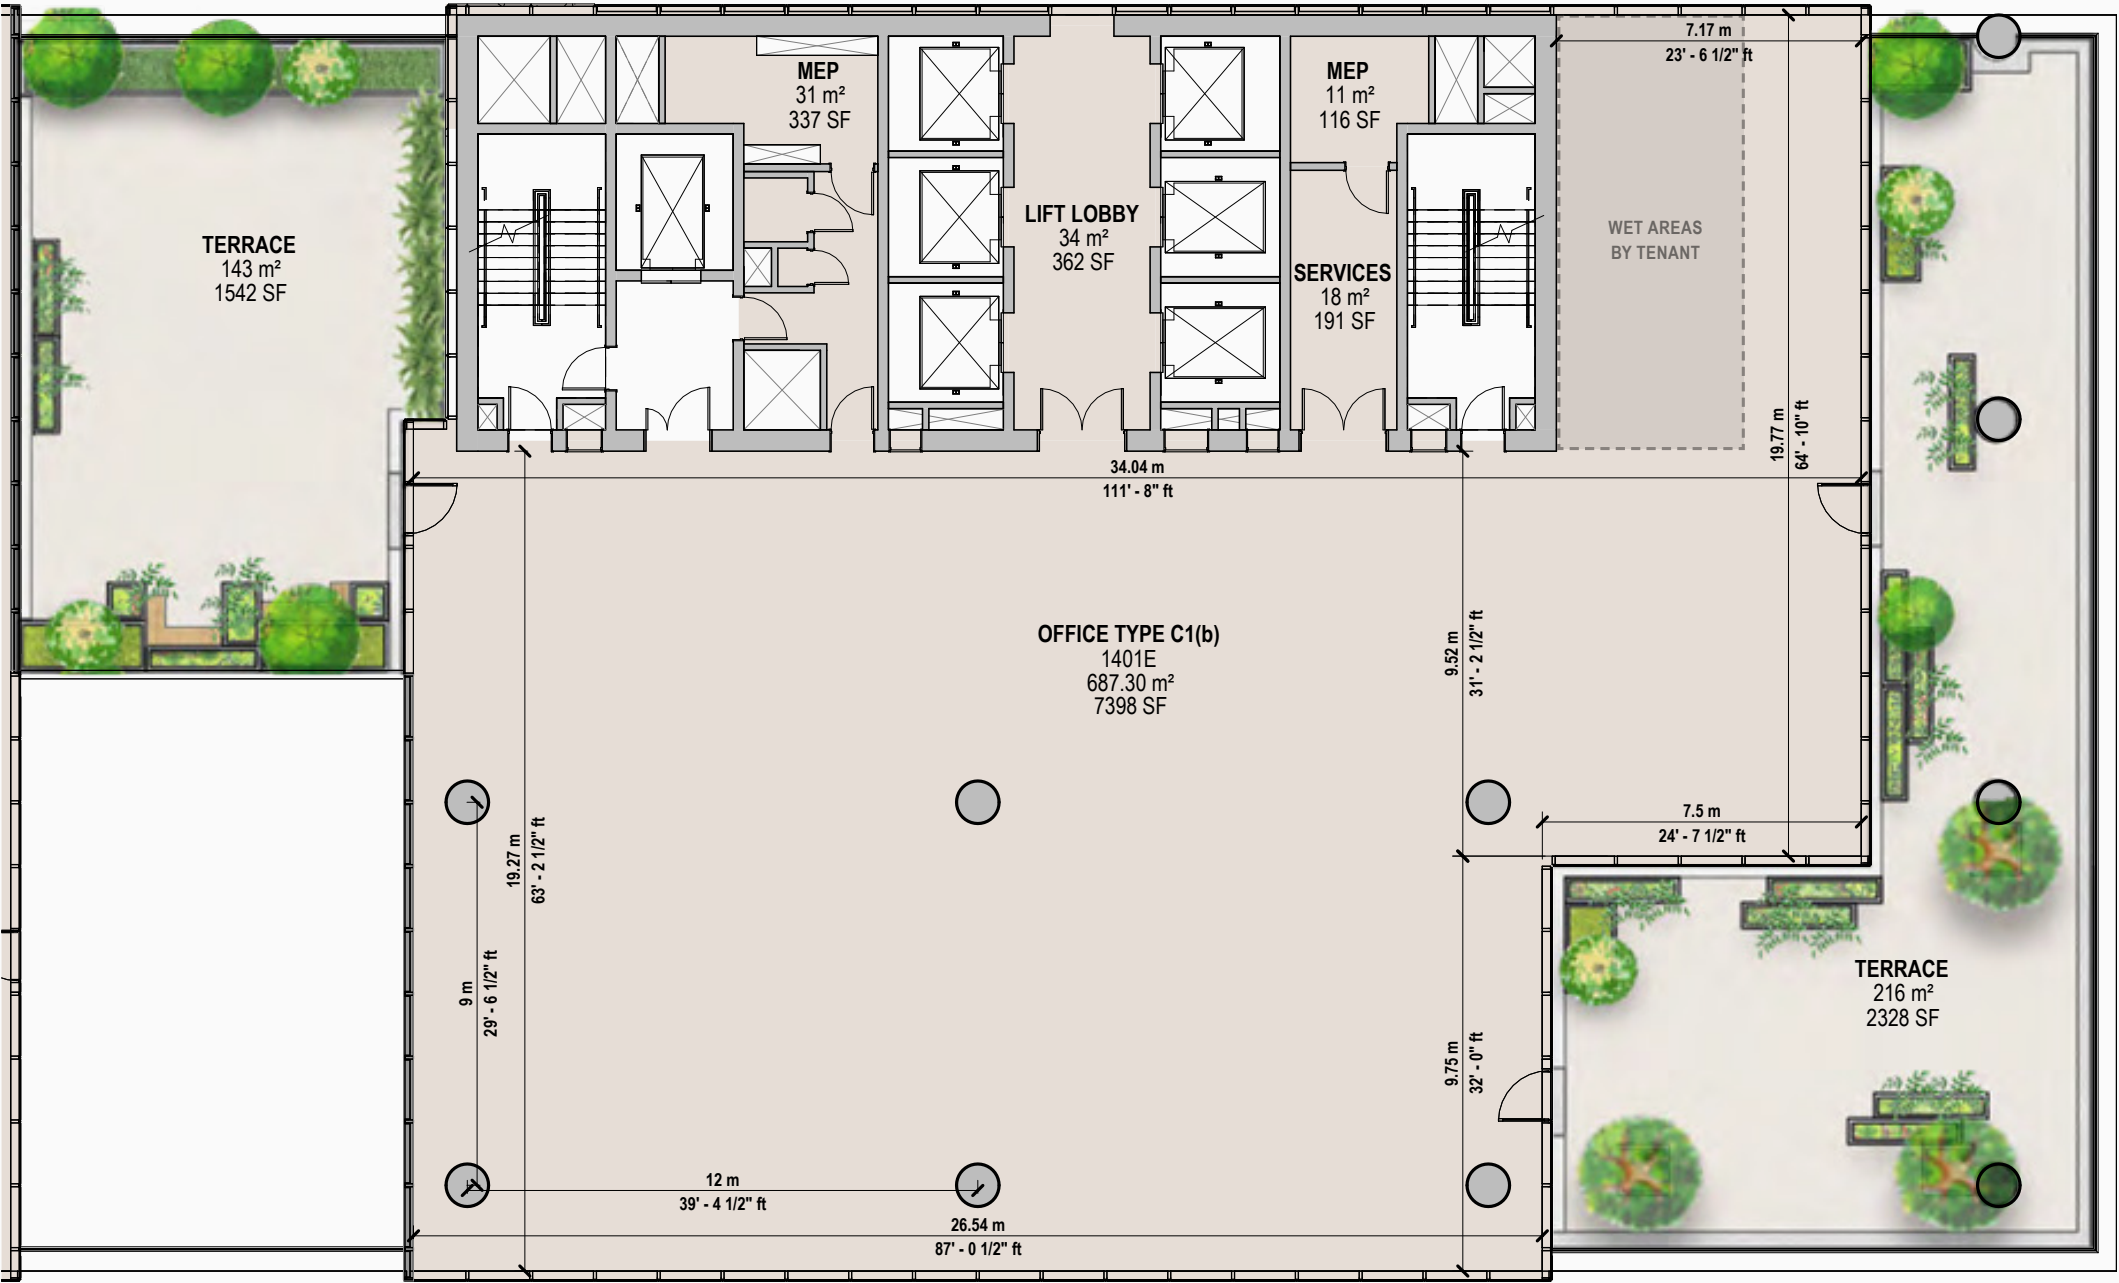 7.17 m
23' - 6 1/2" ft
MEP
31 m²
337 SF
MEP
11 m²
116 SF
LIFT LOBBY
34 m²
362 SF
WET AREAS
BY TENANT
TERRACE
143 m²
1542 SF
SERVICES
18 m²
191 SF
19.77 m
64' - 10" ft
34.04 m
111' - 8" ft
OFFICE TYPE C1(b)
1401E
687.30 m²
7398 SF
9.52 m
31' - 2 1/2" ft
7.5 m
24' - 7 1/2" ft
19.27 m
63' - 2 1/2" ft
9 m
29' - 6 1/2" ft
TERRACE
216 m²
2328 SF
9.75 m
32' - 0" ft
12 m
39' - 4 1/2" ft
26.54 m
87' - 0 1/2" ft